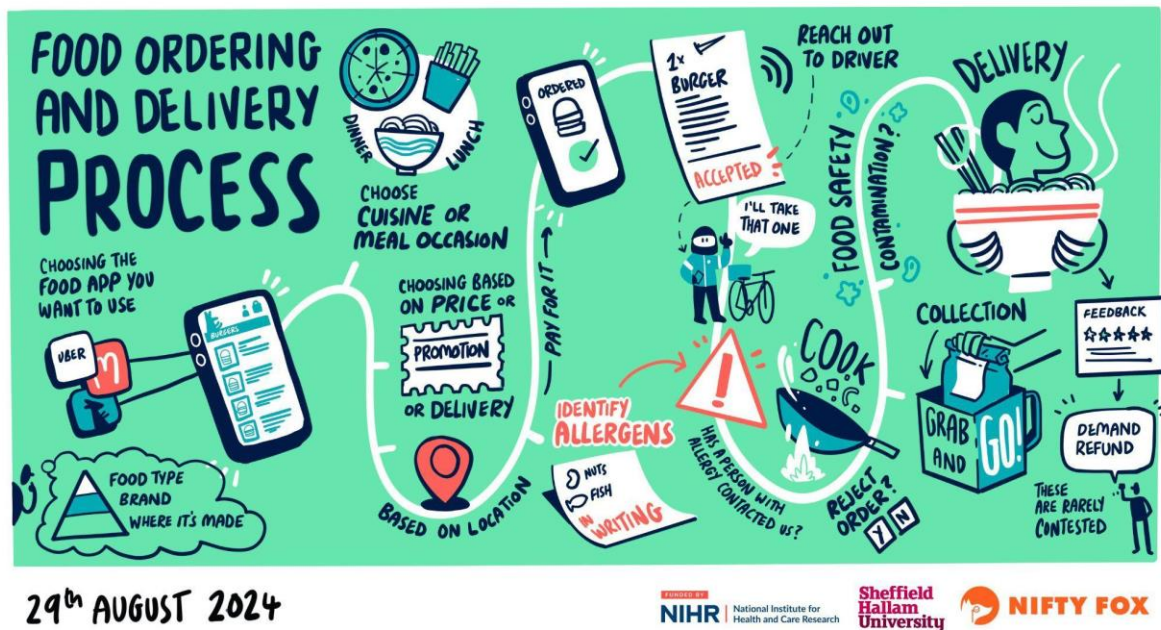 FOOD ORDERING
AND DELIVERY
PROCESS
CHOOSING THE
FOOD APP YOU
WANT TO USE
UBER
BURGERS
FOOD TYPE
BRAND
WHERE IT'S MADE
DINNER
LUNCH
CHOOSE
CUISINE OR
MEAL OCCASION
CHOOSING BASED
ON PRICE OR
PROMOTION
OR DELIVERY
BASED ON LOCATION
PAY FOR IT
ORDERED
1x
BURGER
ACCEPTED
REACH OUT
TO DRIVER
I'LL TAKE
THAT ONE
IDENTIFY
ALLERGENS
NUTS
FISH
IN
WRITING
HAS A PERSON WITH
ALLERGY CONTACTED US?
COOK
REJECT
ORDER?
Y N
FOOD SAFETY
CONTAMINATION?
DELIVERY
COLLECTION
GRAB
AND
GO!
FEEDBACK
DEMAND
REFUND
THESE
ARE RARELY
CONTESTED
29th AUGUST 2024
FUNDED BY
NIHR | National Institute for
Health and Care Research
Sheffield
Hallam
University
NIFTY FOX